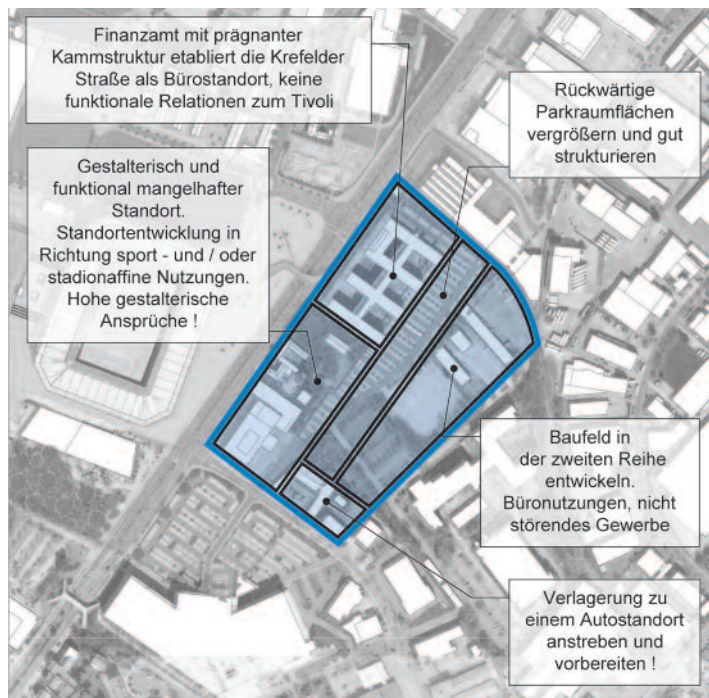 Finanzamt mit prägnanter
Kammstruktur etabliert die Krefelder
Straße als Bürostandort, keine
funktionale Relationen zum Tivoli
Rückwärtige
Parkraumflächen
vergrößern und gut
strukturieren
Gestalterisch und
funktional mangelhafter
Standort.
Standortentwicklung in
Richtung sport - und / oder
stadionaffine Nutzungen.
Hohe gestalterische
Ansprüche !
Baufeld in
der zweiten Reihe
entwickeln.
Büronutzungen, nicht
störendes Gewerbe
Verlagerung zu
einem Autostandort
anstreben und
vorbereiten !